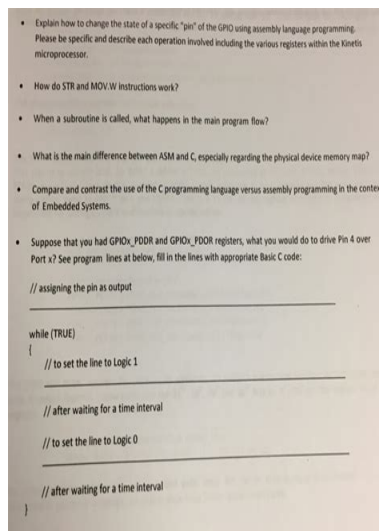 • Explain how to change the state of a specific "pin" of the GPIO using assembly language programming.
Please be specific and describe each operation involved including the various registers within the Kinetis
microprocessor.
• How do STR and MOV.W instructions work?
• When a subroutine is called, what happens in the main program flow?
• What is the main difference between ASM and C, especially regarding the physical device memory map?
• Compare and contrast the use of the C programming language versus assembly programming in the conte
of Embedded Systems.
• Suppose that you had GPIOx_PDDR and GPIOx_PDOR registers, what you would do to drive Pin 4 over
Port x? See program lines at below, fill in the lines with appropriate Basic C code:
// assigning the pin as output
while (TRUE)
{
// to set the line to Logic 1
// after waiting for a time interval
// to set the line to Logic 0
// after waiting for a time interval
}